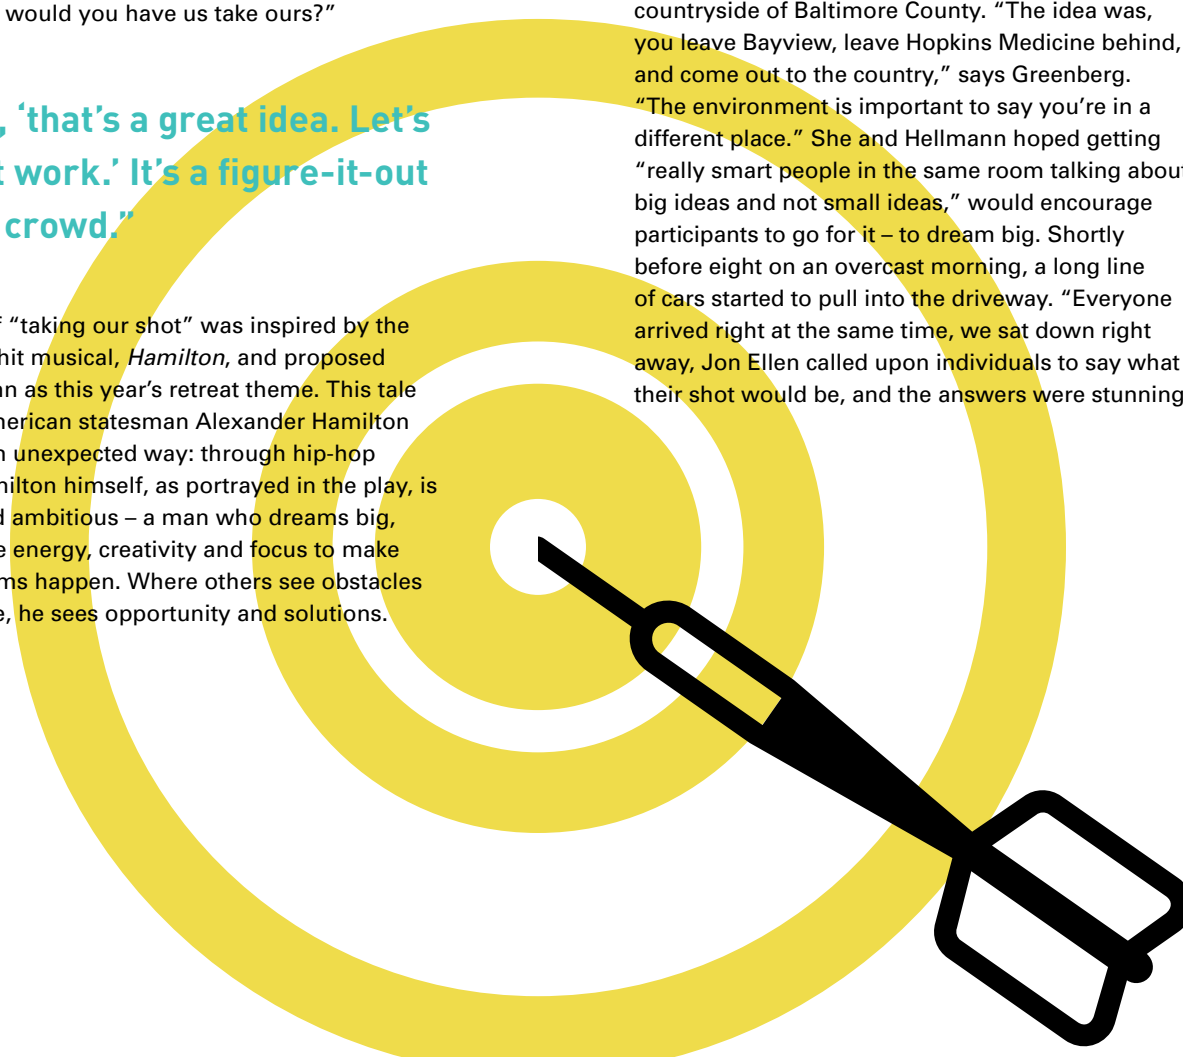 would you have us take ours?”
, ‘that’s a great idea. Let’s
t work.’ It’s a figure-it-out
crowd.”
f “taking our shot” was inspired by the
hit musical, Hamilton, and proposed
nn as this year’s retreat theme. This tale
merican statesman Alexander Hamilton
n unexpected way: through hip-hop
milton himself, as portrayed in the play, is
d ambitious – a man who dreams big,
e energy, creativity and focus to make
ms happen. Where others see obstacles
e, he sees opportunity and solutions.
countryside of Baltimore County. “The idea was,
you leave Bayview, leave Hopkins Medicine behind,
and come out to the country,” says Greenberg.
“The environment is important to say you’re in a
different place.” She and Hellmann hoped getting
“really smart people in the same room talking about
big ideas and not small ideas,” would encourage
participants to go for it – to dream big. Shortly
before eight on an overcast morning, a long line
of cars started to pull into the driveway. “Everyone
arrived right at the same time, we sat down right
away, Jon Ellen called upon individuals to say what
their shot would be, and the answers were stunning